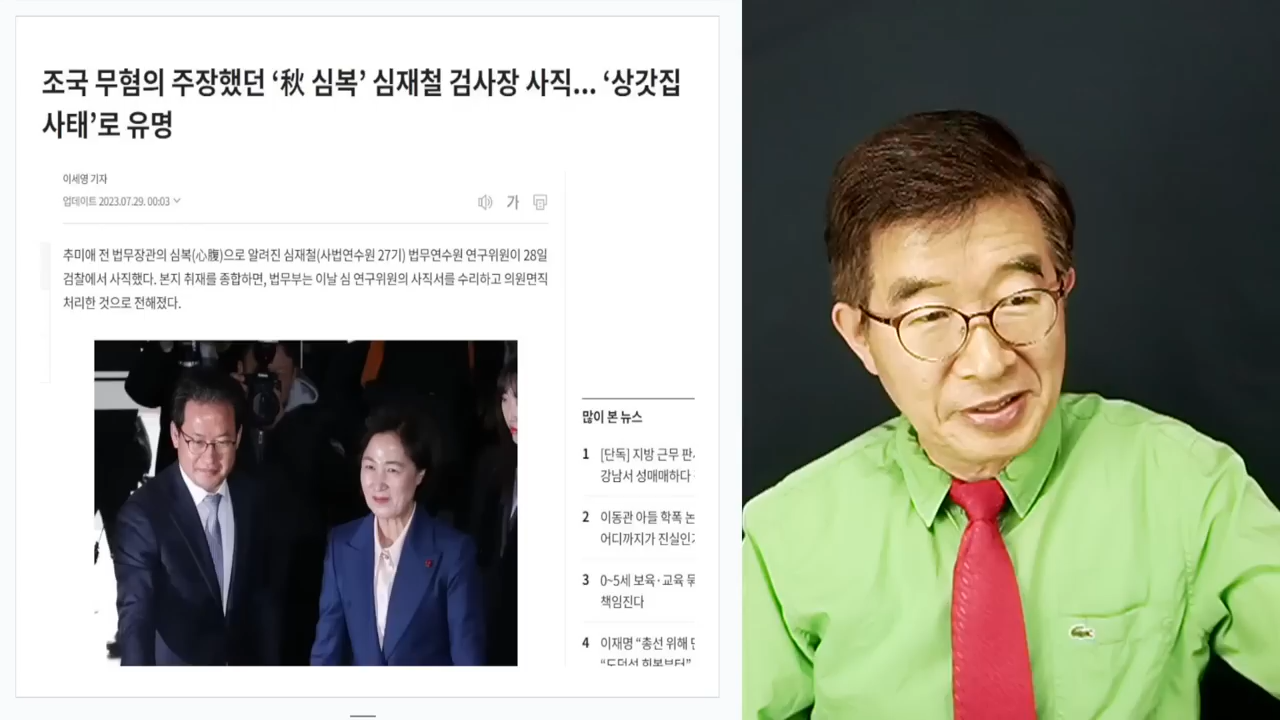 조국 무혐의 주장했던 ‘秋 심복’ 심재철 검사장 사직... ‘상갓집
사태’로 유명
이세영 기자
업데이트 2023.07.29. 00:03
가
추미애 전 법무장관의 심복(心腹)으로 알려진 심재철(사법연수원 27기) 법무연수원 연구위원이 28일
검찰에서 사직했다. 본지 취재를 종합하면, 법무부는 이날 심 연구위원의 사직서를 수리하고 의원면직
처리한 것으로 전해졌다.
많이 본 뉴스
1 [단독] 지방 근무 판
강남서 성매매하다
2 이동관 아들 학폭 논
어디까지가 진실인
3 0~5세 보육·교육
책임진다
4 이재명 “총선 위해
“도덕성 회복부터”